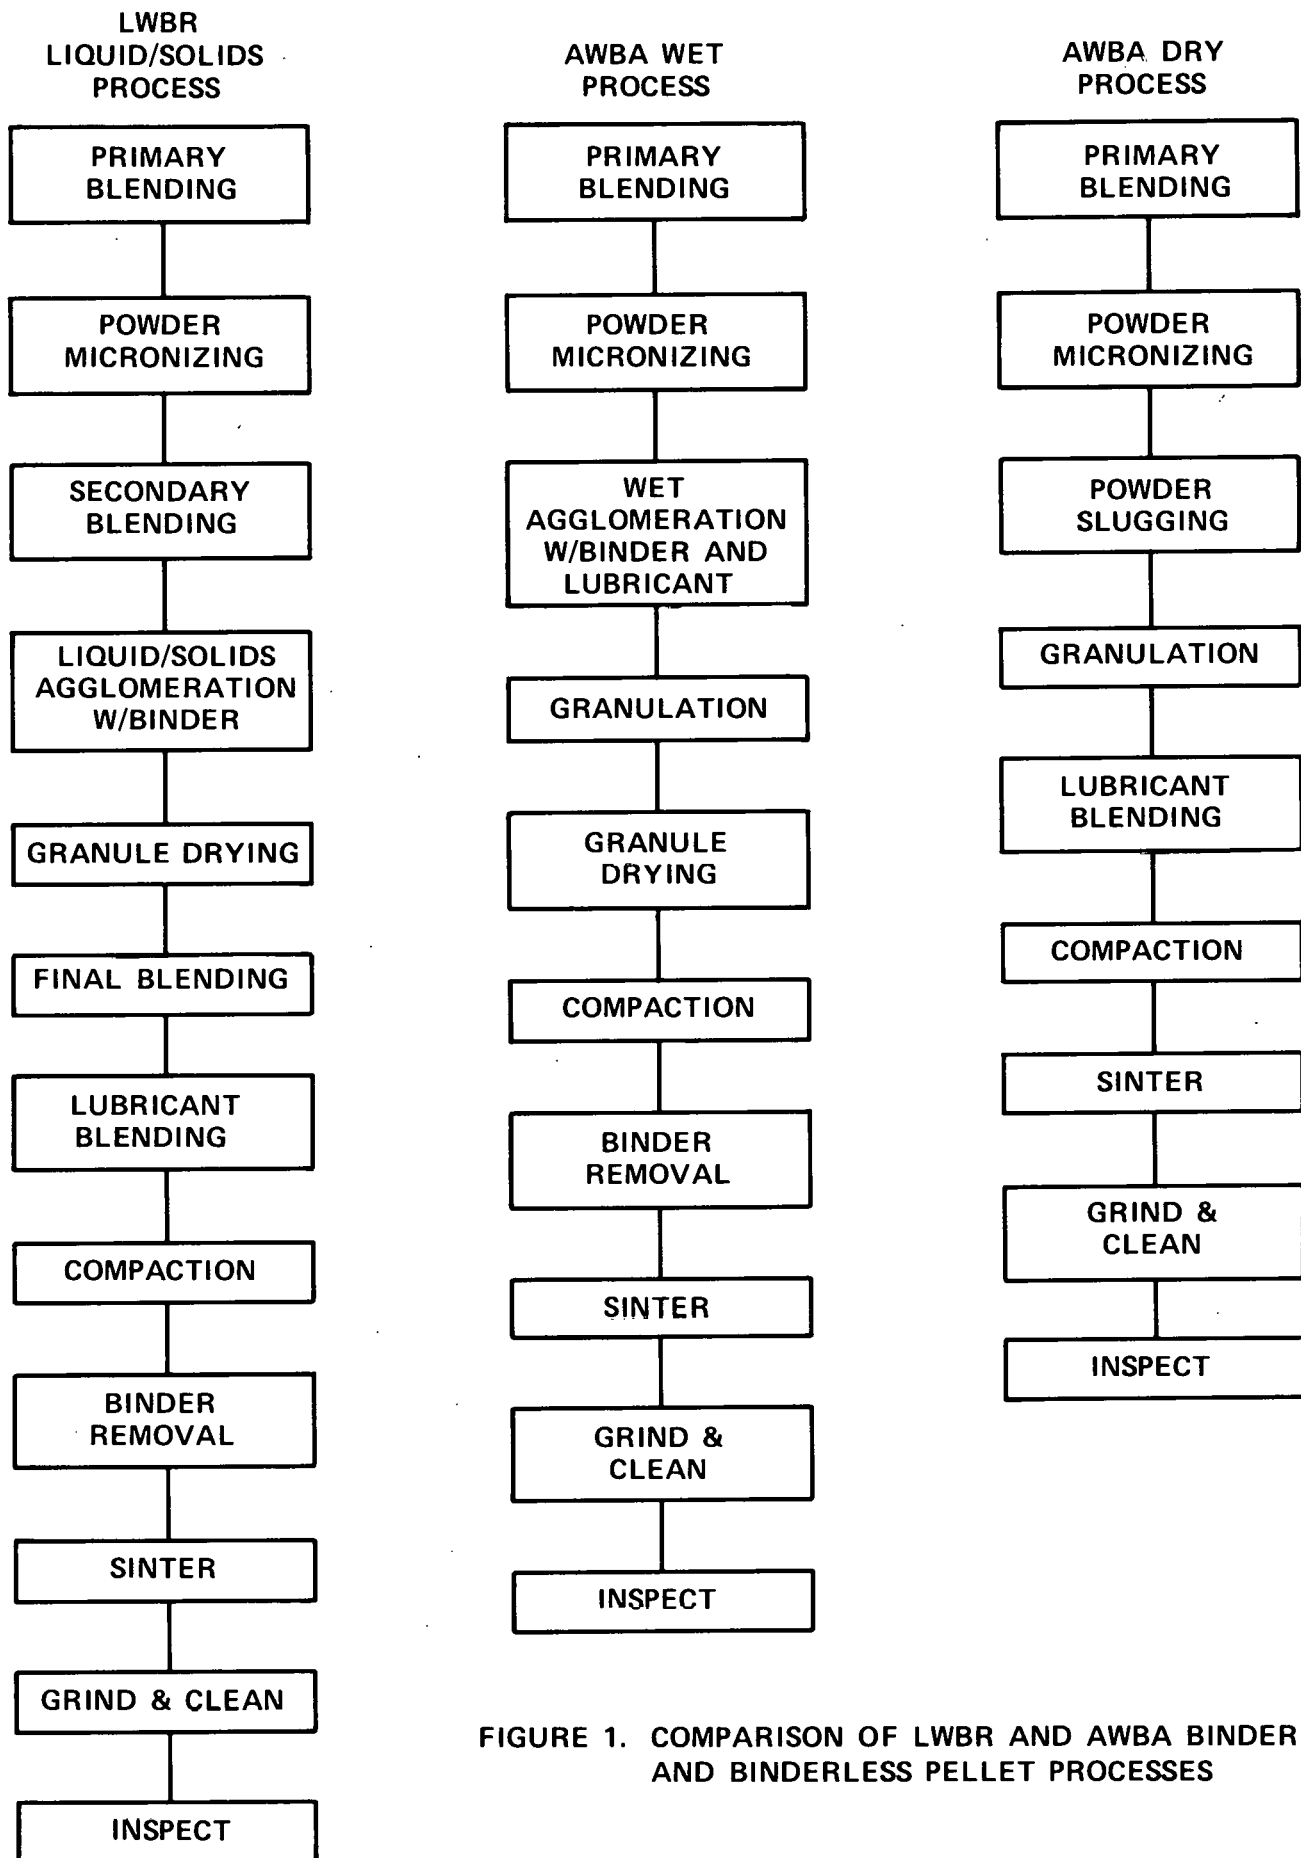 LWBR
LIQUID/SOLIDS
PROCESS
PRIMARY
BLENDING
POWDER
MICRONIZING
SECONDARY
BLENDING
LIQUID/SOLIDS
AGGLOMERATION
W/BINDER
GRANULE DRYING
FINAL BLENDING
LUBRICANT
BLENDING
COMPACTION
BINDER
REMOVAL
SINTER
GRIND & CLEAN
INSPECT
AWBA WET
PROCESS
PRIMARY
BLENDING
POWDER
MICRONIZING
WET
AGGLOMERATION
W/BINDER AND
LUBRICANT
GRANULATION
GRANULE
DRYING
COMPACTION
BINDER
REMOVAL
SINTER
GRIND &
CLEAN
INSPECT
AWBA DRY
PROCESS
PRIMARY
BLENDING
POWDER
MICRONIZING
POWDER
SLUGGING
GRANULATION
LUBRICANT
BLENDING
COMPACTION
SINTER
GRIND &
CLEAN
INSPECT
FIGURE 1. COMPARISON OF LWBR AND AWBA BINDER
AND BINDERLESS PELLET PROCESSES